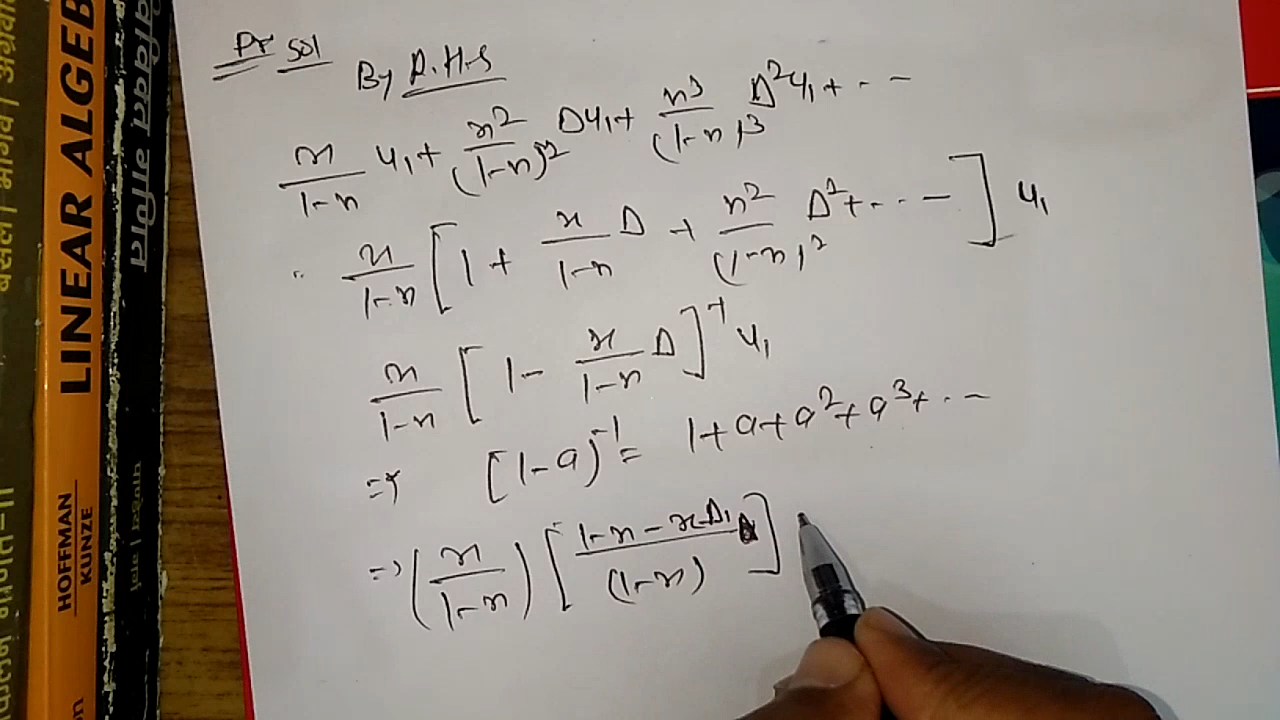 Pr sol
By R.H.S
x/1-x u₁ + x²/(1-x)² Δu₁ + x³/(1-x)³ Δ²u₁ + ...
x/1-x [1 + x/1-x Δ + x²/(1-x)² Δ² + ...] u₁
x/1-x [1 - x/1-x Δ]⁻¹ u₁
⇒ [1-a)⁻¹ = 1+a+a²+a³+...
⇒ (x/1-x) [1-x-xΔ/(1-x)]
LINEAR ALGEB
HOFFMAN
KUNZE
विविक्त गणित